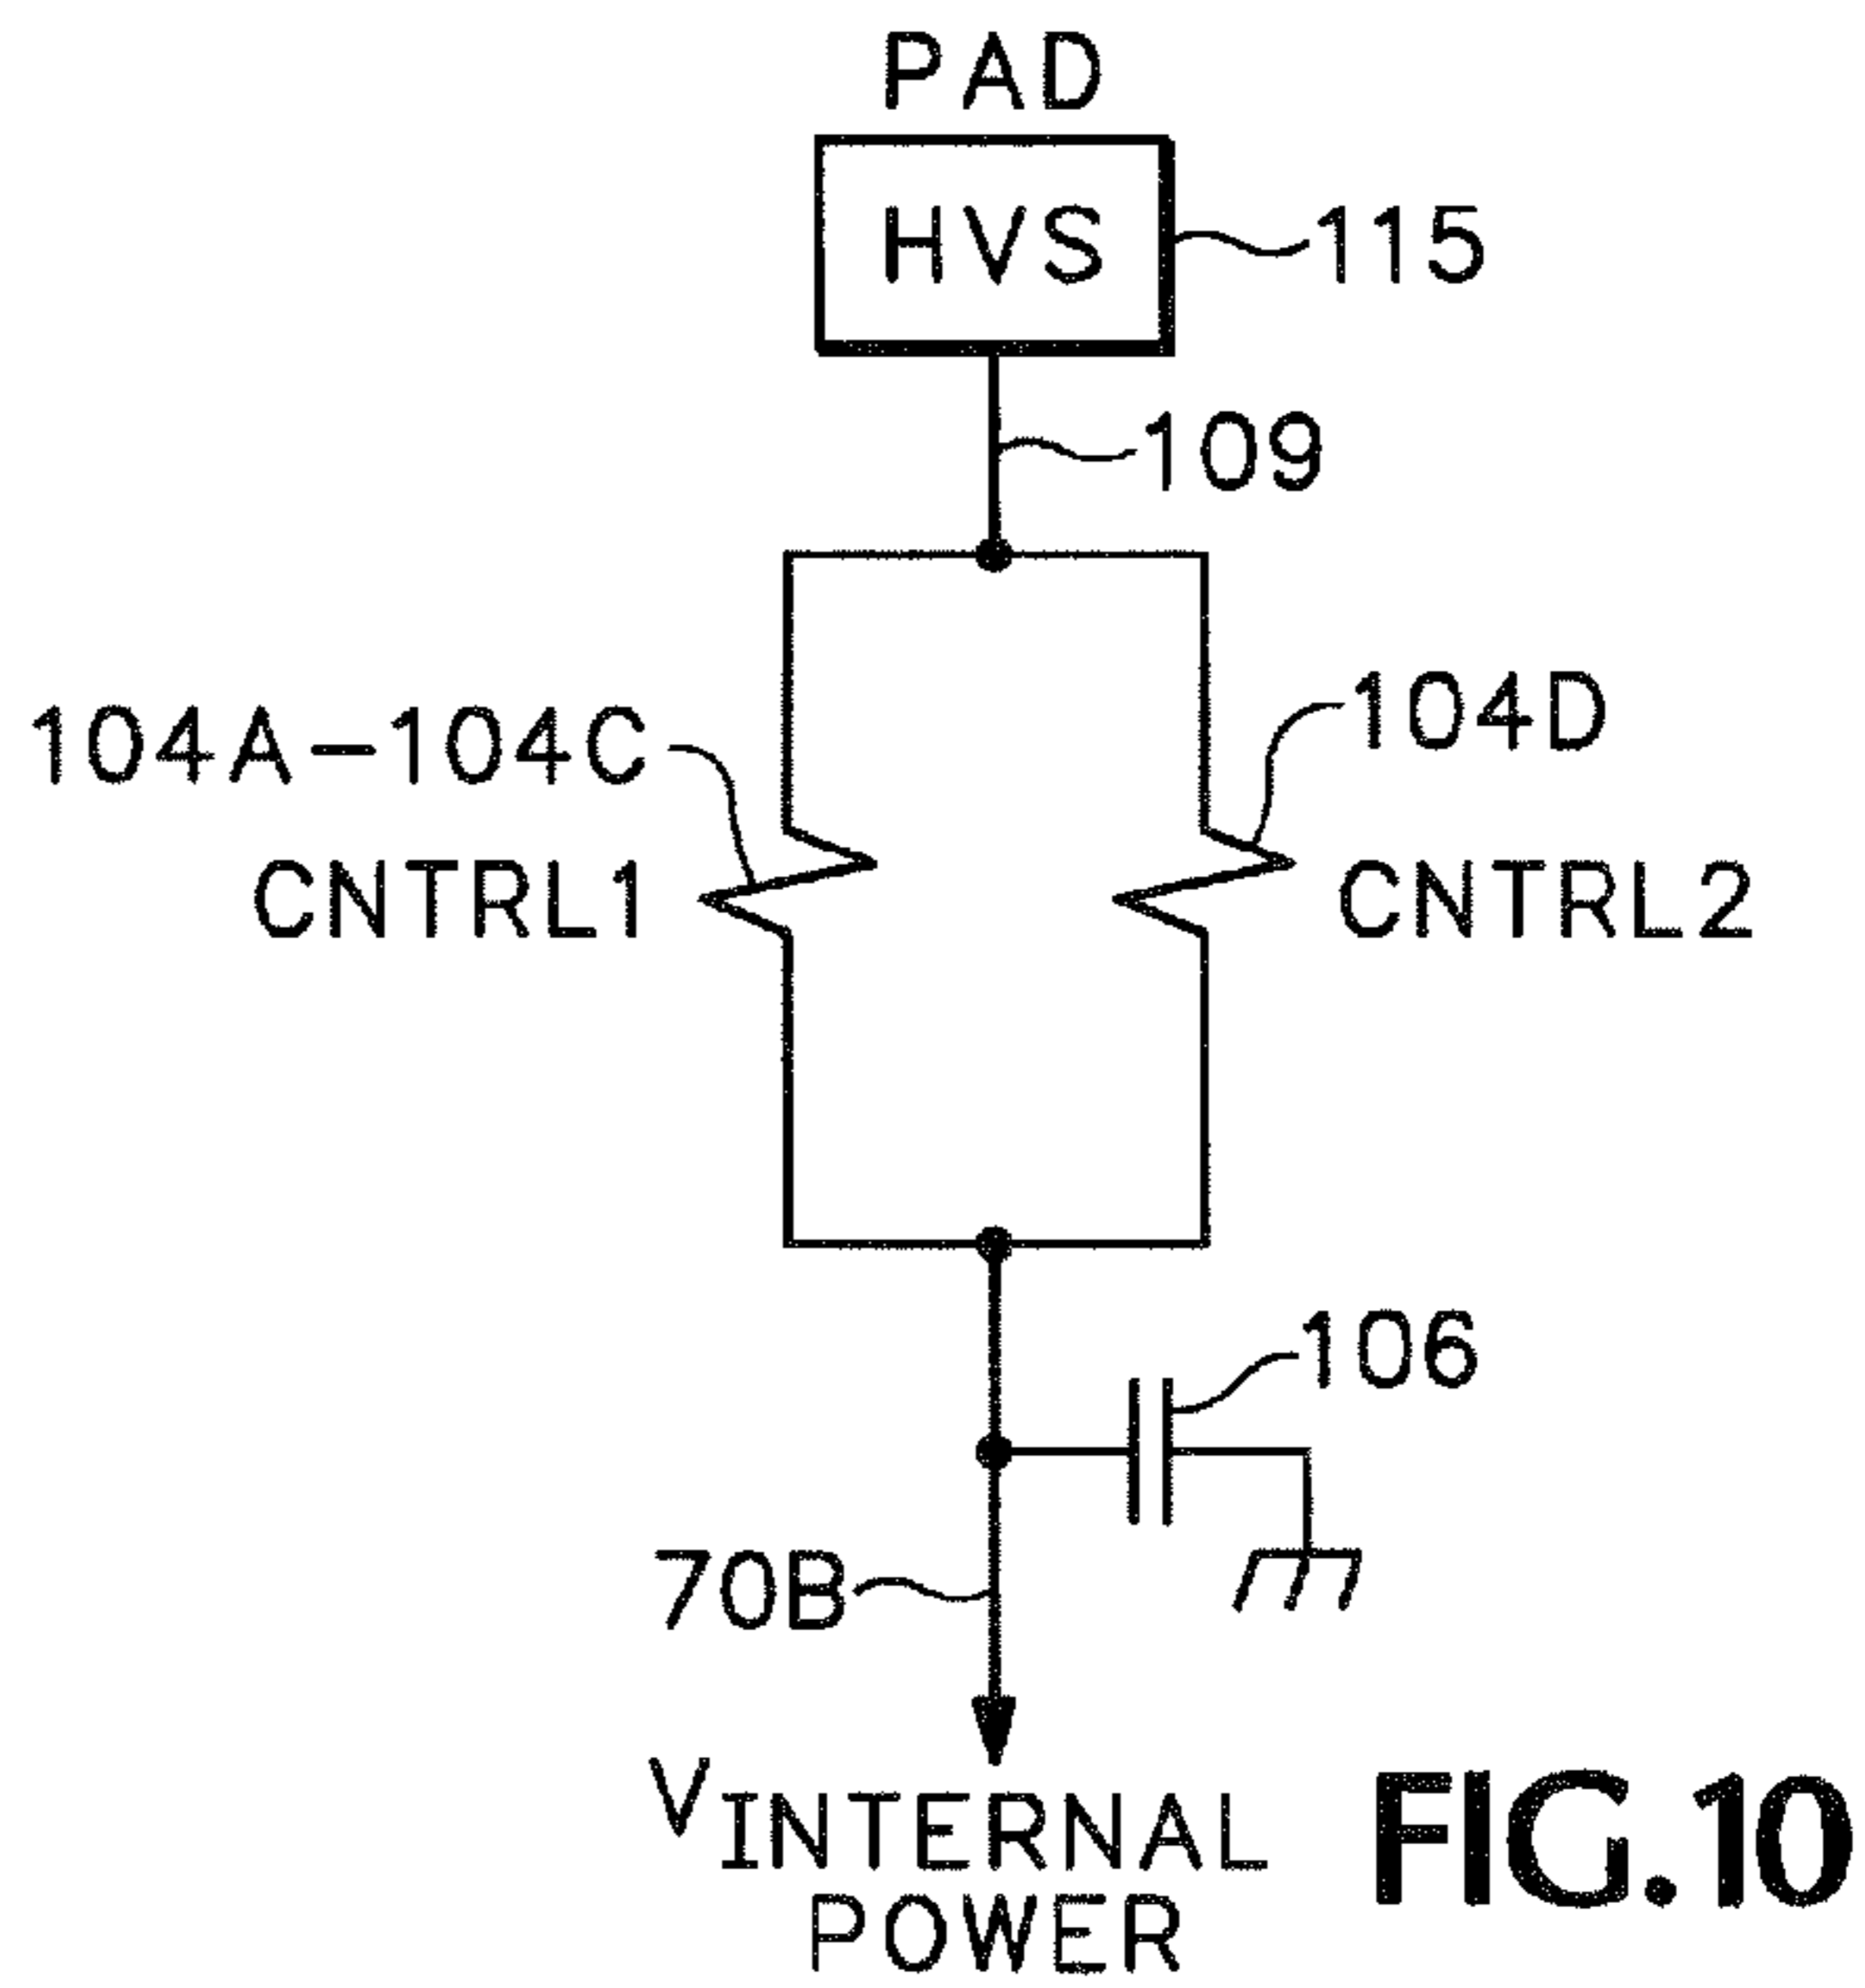 PAD
HVS
115
109
104A-104C
104D
CNTRL1
CNTRL2
106
70B
VINTERNAL
POWER
FIG.10